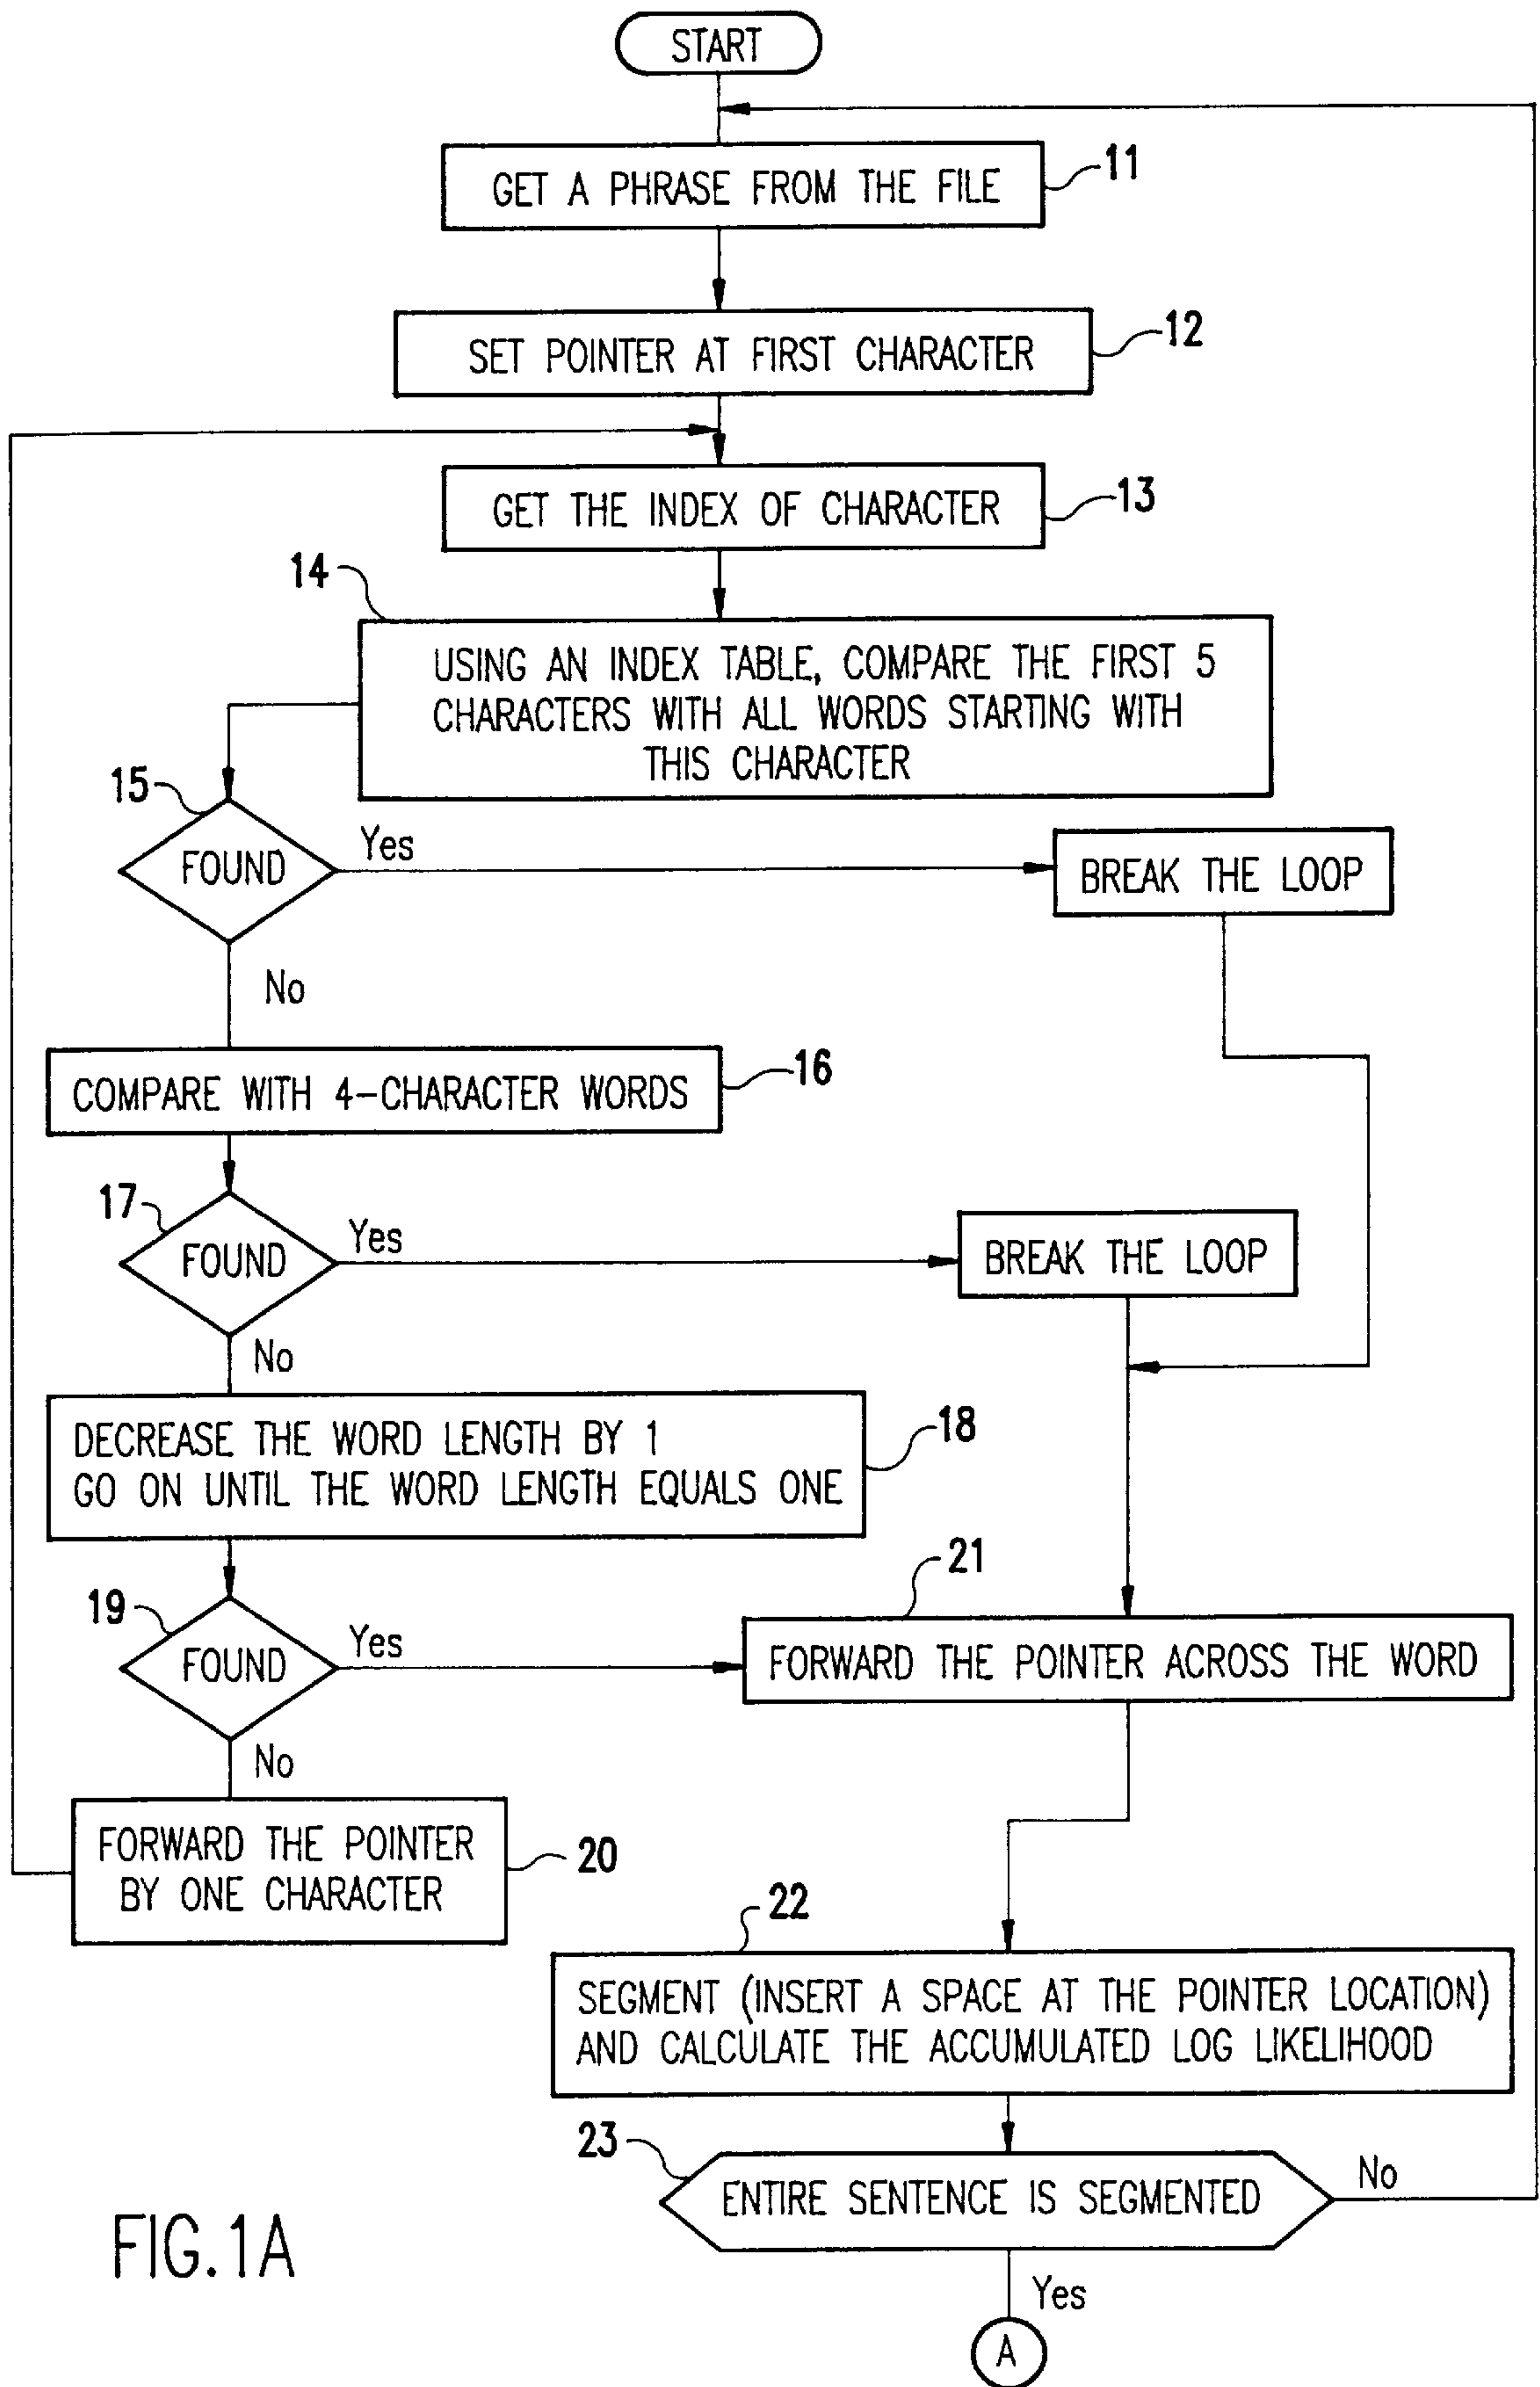 START
GET A PHRASE FROM THE FILE
11
SET POINTER AT FIRST CHARACTER
12
GET THE INDEX OF CHARACTER
13
14
USING AN INDEX TABLE, COMPARE THE FIRST 5
CHARACTERS WITH ALL WORDS STARTING WITH
THIS CHARACTER
15
FOUND
Yes
BREAK THE LOOP
No
COMPARE WITH 4-CHARACTER WORDS
16
17
FOUND
Yes
BREAK THE LOOP
No
DECREASE THE WORD LENGTH BY 1
GO ON UNTIL THE WORD LENGTH EQUALS ONE
18
19
FOUND
Yes
21
FORWARD THE POINTER ACROSS THE WORD
No
FORWARD THE POINTER
BY ONE CHARACTER
20
22
SEGMENT (INSERT A SPACE AT THE POINTER LOCATION)
AND CALCULATE THE ACCUMULATED LOG LIKELIHOOD
23
ENTIRE SENTENCE IS SEGMENTED
No
Yes
A
FIG.1A